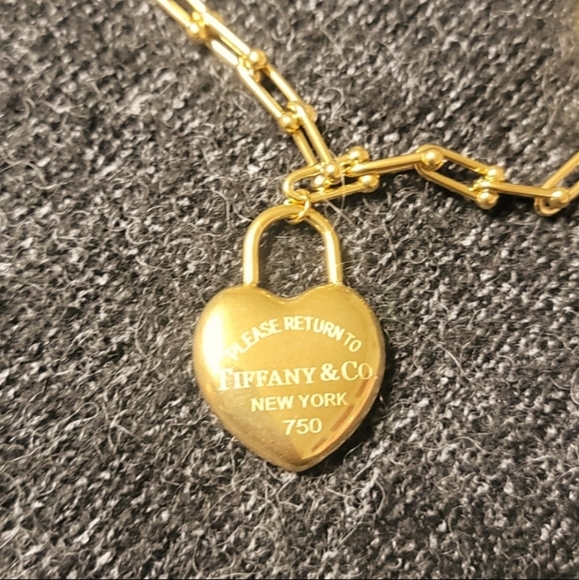 PLEASE RETURN TO
TIFFANY & CO.
NEW YORK
750